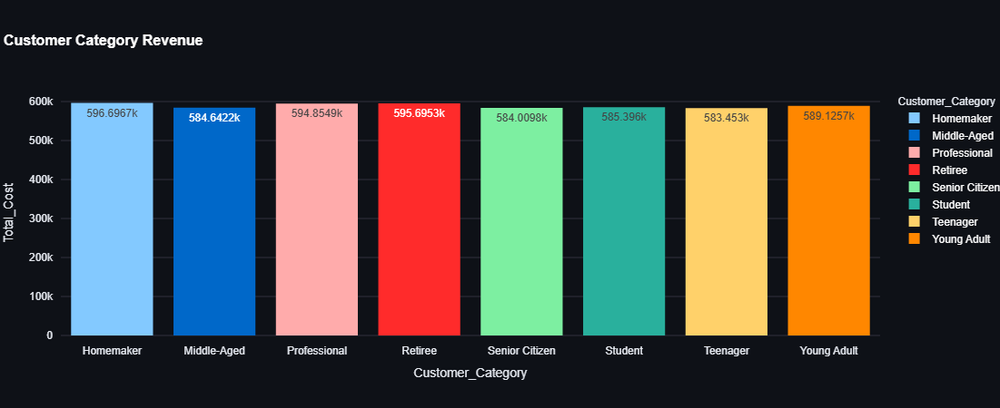 Customer Category Revenue
600k
500k
400k
300k
200k
100k
0
Total_Cost
596.6967k
584.6422k
594.8549k
595.6953k
584.0098k
585.396k
583.453k
589.1257k
Homemaker
Middle-Aged
Professional
Retiree
Senior Citizen
Student
Teenager
Young Adult
Customer_Category
Customer_Category
Homemaker
Middle-Aged
Professional
Retiree
Senior Citizen
Student
Teenager
Young Adult